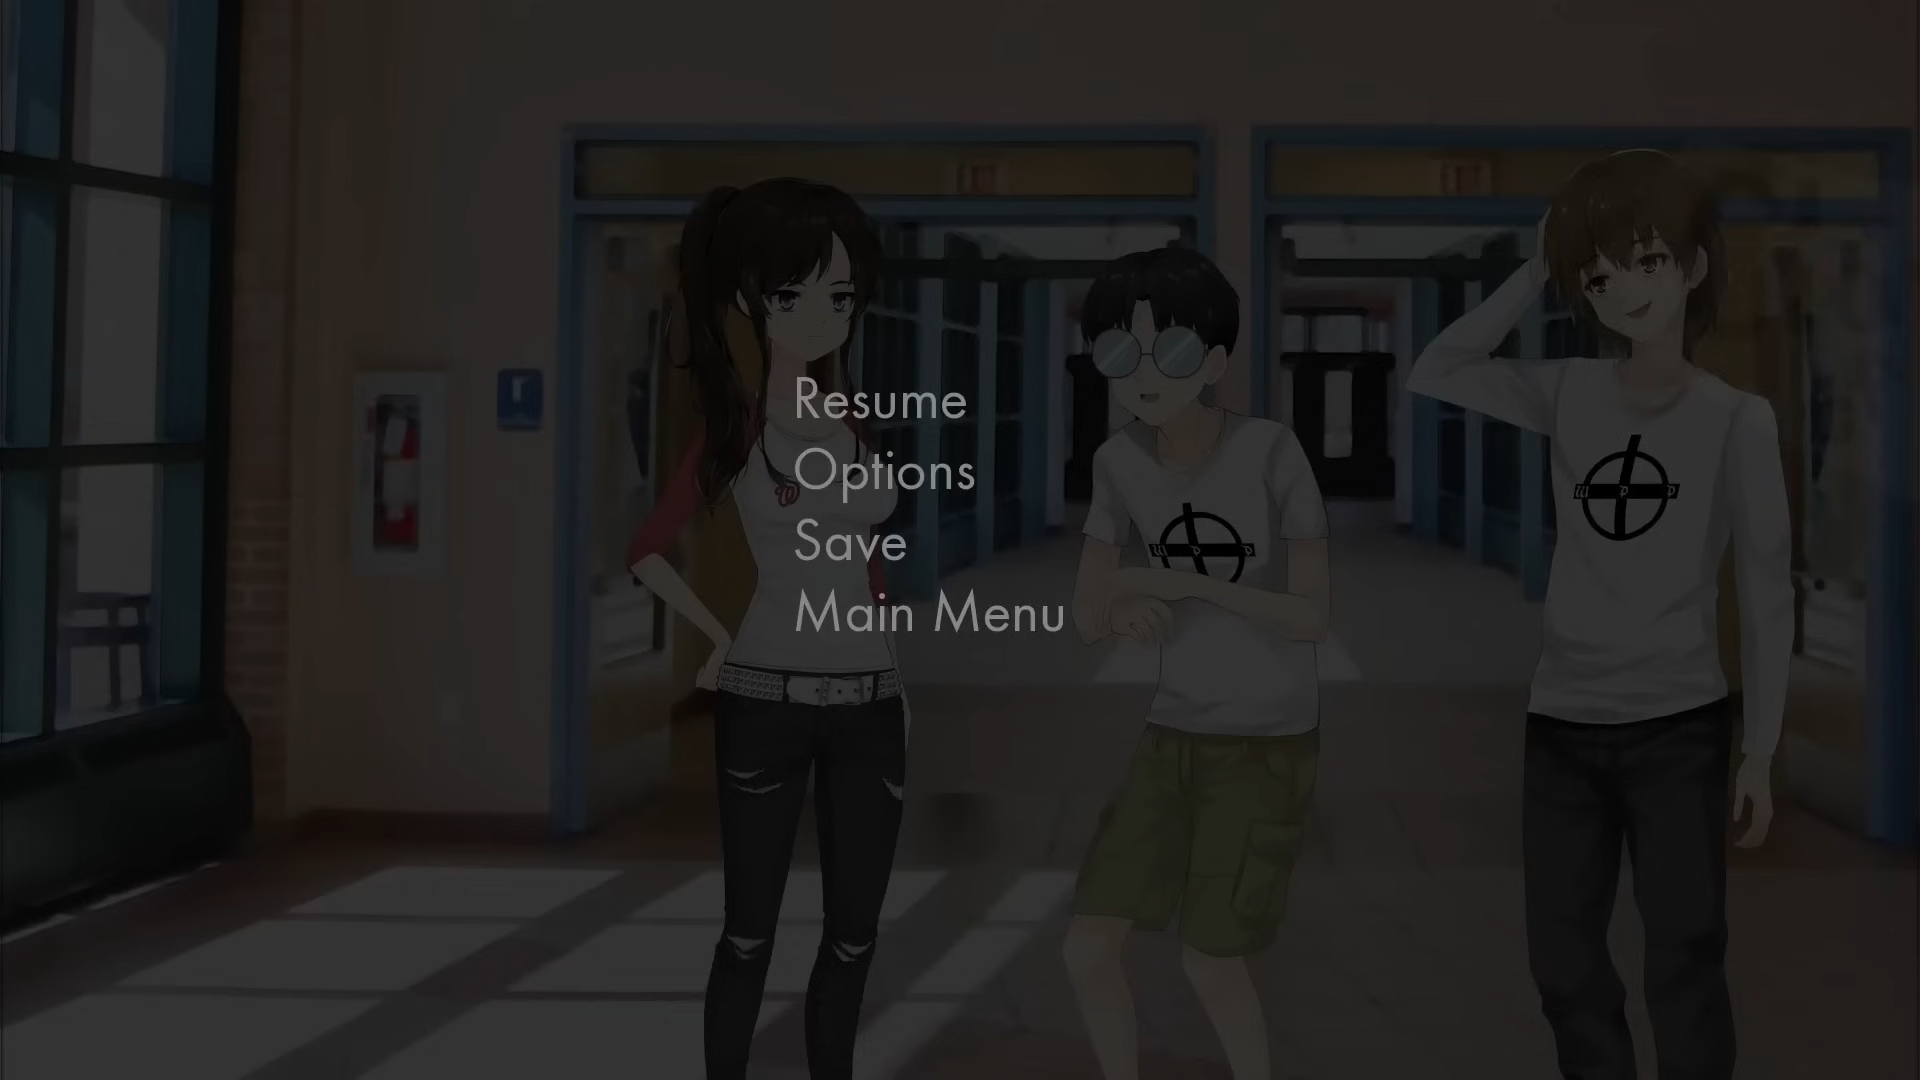 Resume
Options
Save
Main Menu
W
W P P
W P P